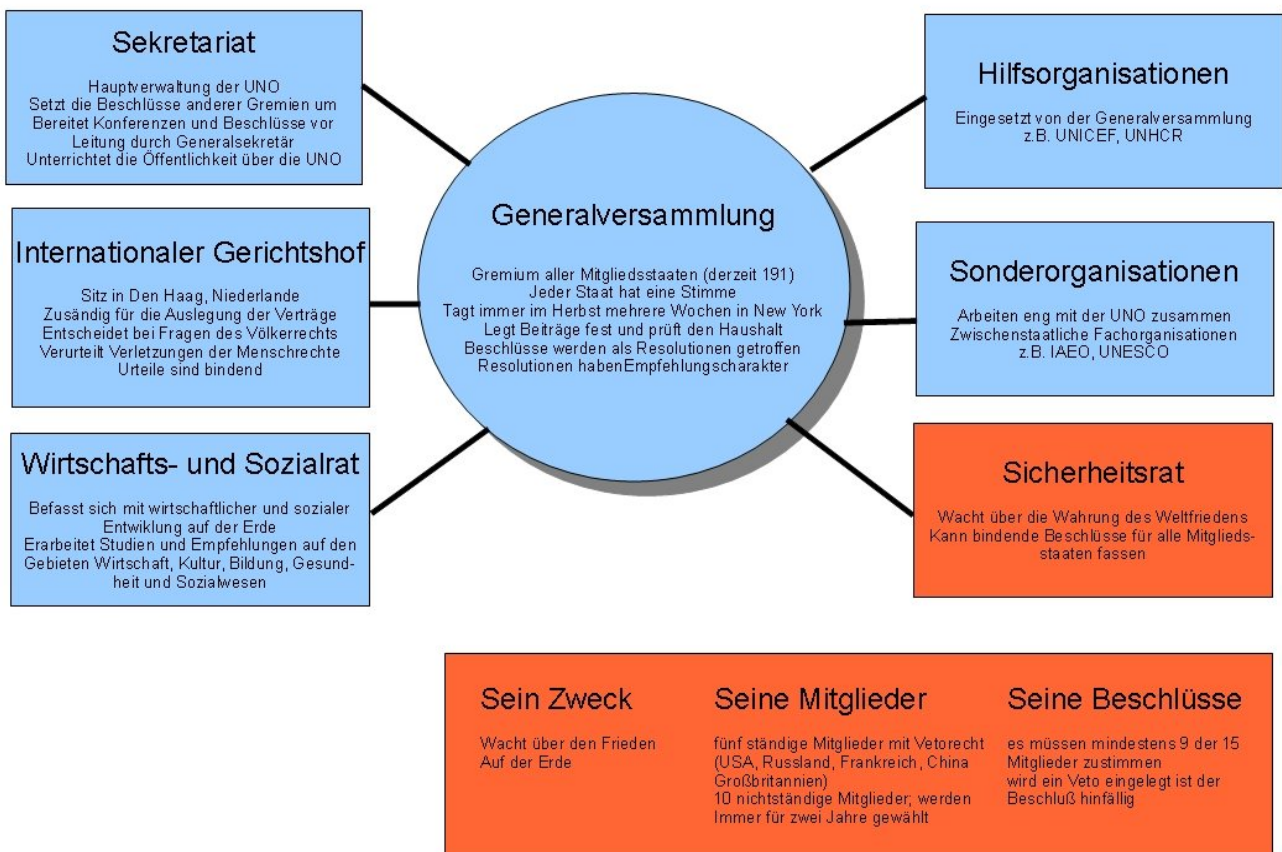 Sekretariat
Hauptverwaltung der UNO
Setzt die Beschlüsse anderer Gremien um
Bereitet Konferenzen und Beschlüsse vor
Leitung durch Generalsekretär
Unterrichtet die Öffentlichkeit über die UNO
Internationaler Gerichtshof
Sitz in Den Haag, Niederlande
Zusändig für die Auslegung der Verträge
Entscheidet bei Fragen des Völkerrechts
Verurteilt Verletzungen der Menschrechte
Urteile sind bindend
Wirtschafts- und Sozialrat
Befasst sich mit wirtschaftlicher und sozialer
Entwiklung auf der Erde
Erarbeitet Studien und Empfehlungen auf den
Gebieten Wirtschaft, Kultur, Bildung, Gesund-
heit und Sozialwesen
Generalversammlung
Gremium aller Mitgliedsstaaten (derzeit 191)
Jeder Staat hat eine Stimme
Tagt immer im Herbst mehrere Wochen in New York
Legt Beiträge fest und prüft den Haushalt
Beschlüsse werden als Resolutionen getroffen
Resolutionen habenEmpfehlungscharakter
Hilfsorganisationen
Eingesetzt von der Generalversammlung
z.B. UNICEF, UNHCR
Sonderorganisationen
Arbeiten eng mit der UNO zusammen
Zwischenstaatliche Fachorganisationen
z.B. IAEO, UNESCO
Sicherheitsrat
Wacht über die Wahrung des Weltfriedens
Kann bindende Beschlüsse für alle Mitglieds-
staaten fassen
Sein Zweck
Wacht über den Frieden
Auf der Erde
Seine Mitglieder
fünf ständige Mitglieder mit Vetorecht
(USA, Russland, Frankreich, China
Großbritannien)
10 nichtständige Mitglieder; werden
Immer für zwei Jahre gewählt
Seine Beschlüsse
es müssen mindestens 9 der 15
Mitglieder zustimmen
wird ein Veto eingelegt ist der
Beschluß hinfällig